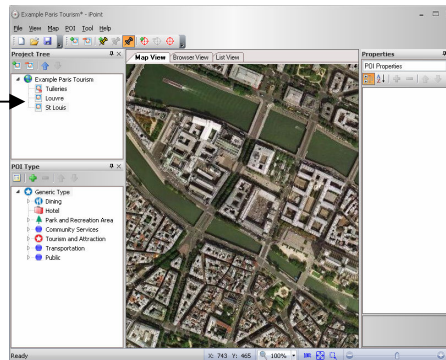 Example Paris Tourism* - iPoint
File View Map POI Tool Help
Project Tree
Example Paris Tourism
Tuileries
Louvre
St Louis
POI Type
Generic Type
Dining
Hotel
Park and Recreation Area
Community Services
Tourism and Attraction
Transportation
Public
Map View Browser View List View
Properties
POI Properties
Ready
X: 743 Y: 465 100%